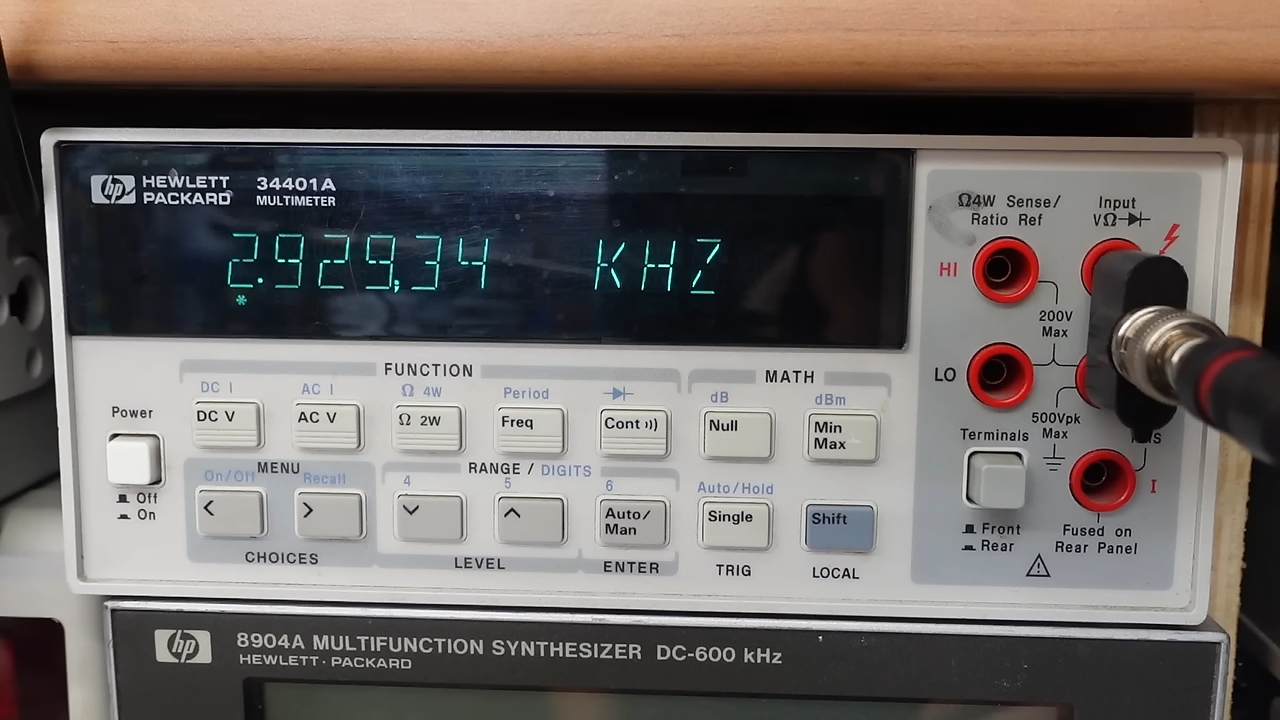 hp HEWLETT PACKARD 34401A MULTIMETER
2.929,34 KHZ
*
Ω4W Sense/ Ratio Ref
Input VΩ
HI
200V Max
LO
500Vpk Max
Terminals
I
Front
Rear
Fused on Rear Panel
FUNCTION
MATH
DC I
AC I
Ω 4W
Period
dB
dBm
Power
DC V
AC V
Ω 2W
Freq
Cont
Null
Min Max
Off
On
MENU
RANGE / DIGITS
On/Off
Recall
4
5
6
Auto/Hold
<
>
Auto/ Man
Single
Shift
CHOICES
LEVEL
ENTER
TRIG
LOCAL
hp 8904A MULTIFUNCTION SYNTHESIZER DC-600 kHz
HEWLETT·PACKARD